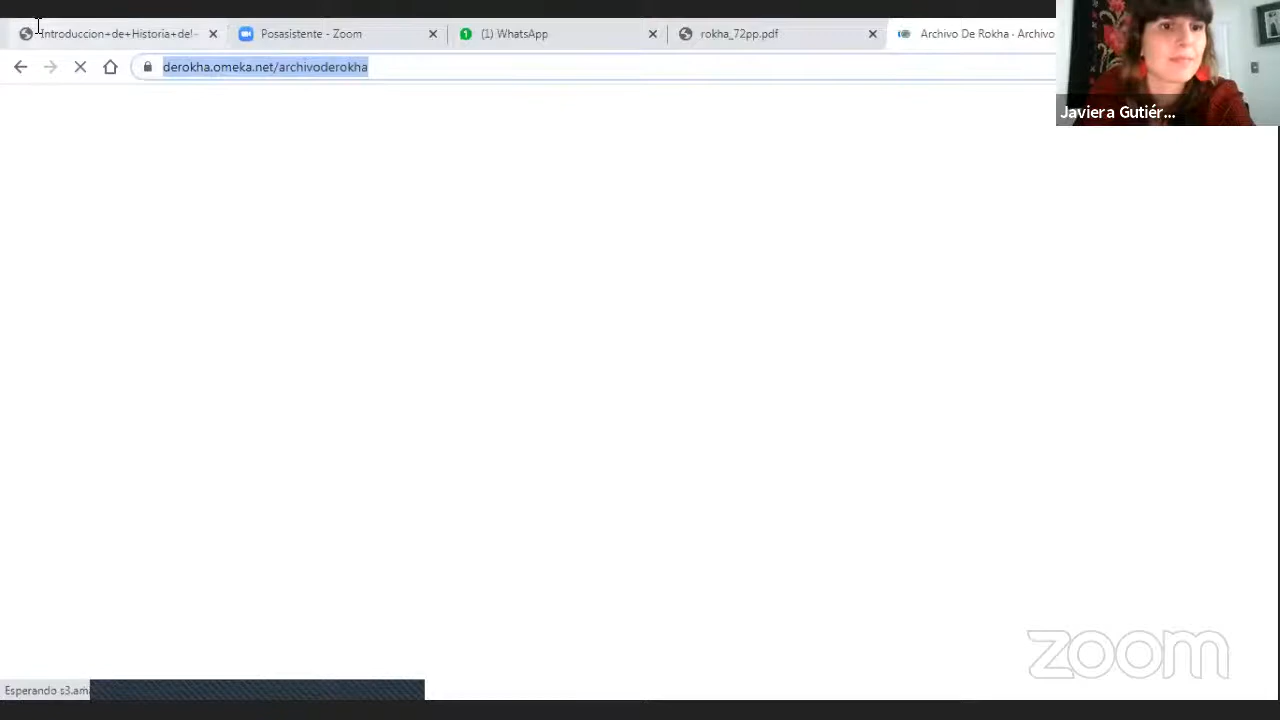 Introduccion+de+Historia+del-
Posasistente - Zoom
(1) WhatsApp
rokha_72pp.pdf
Archivo De Rokha - Archivo
derokha.omeka.net/archivoderokha
Javiera Gutiér...
zoom
Esperando s3.ama